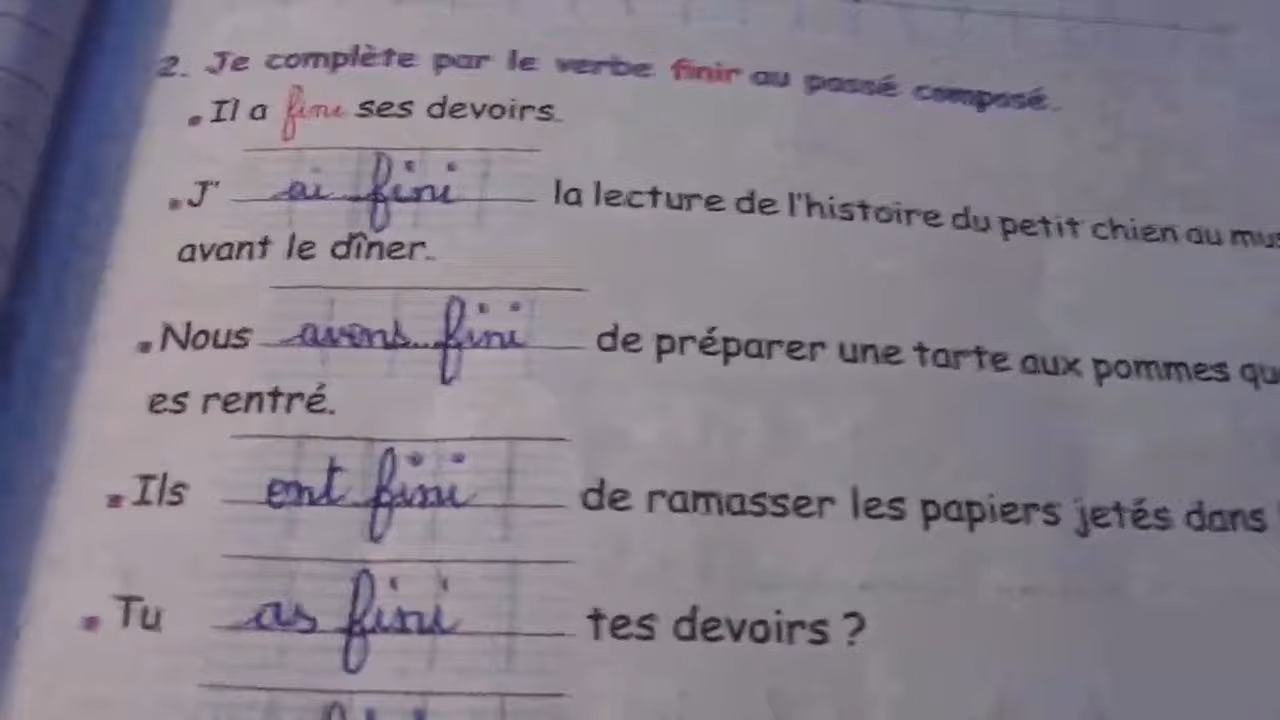 2. Je complète par le verbe finir au passé composé.
Il a fini ses devoirs.
J' ai fini la lecture de l'histoire du petit chien au
avant le dîner.
Nous avons fini de préparer une tarte aux pommes
es rentré.
Ils ont fini de ramasser les papiers jetés dans
Tu as fini tes devoirs ?